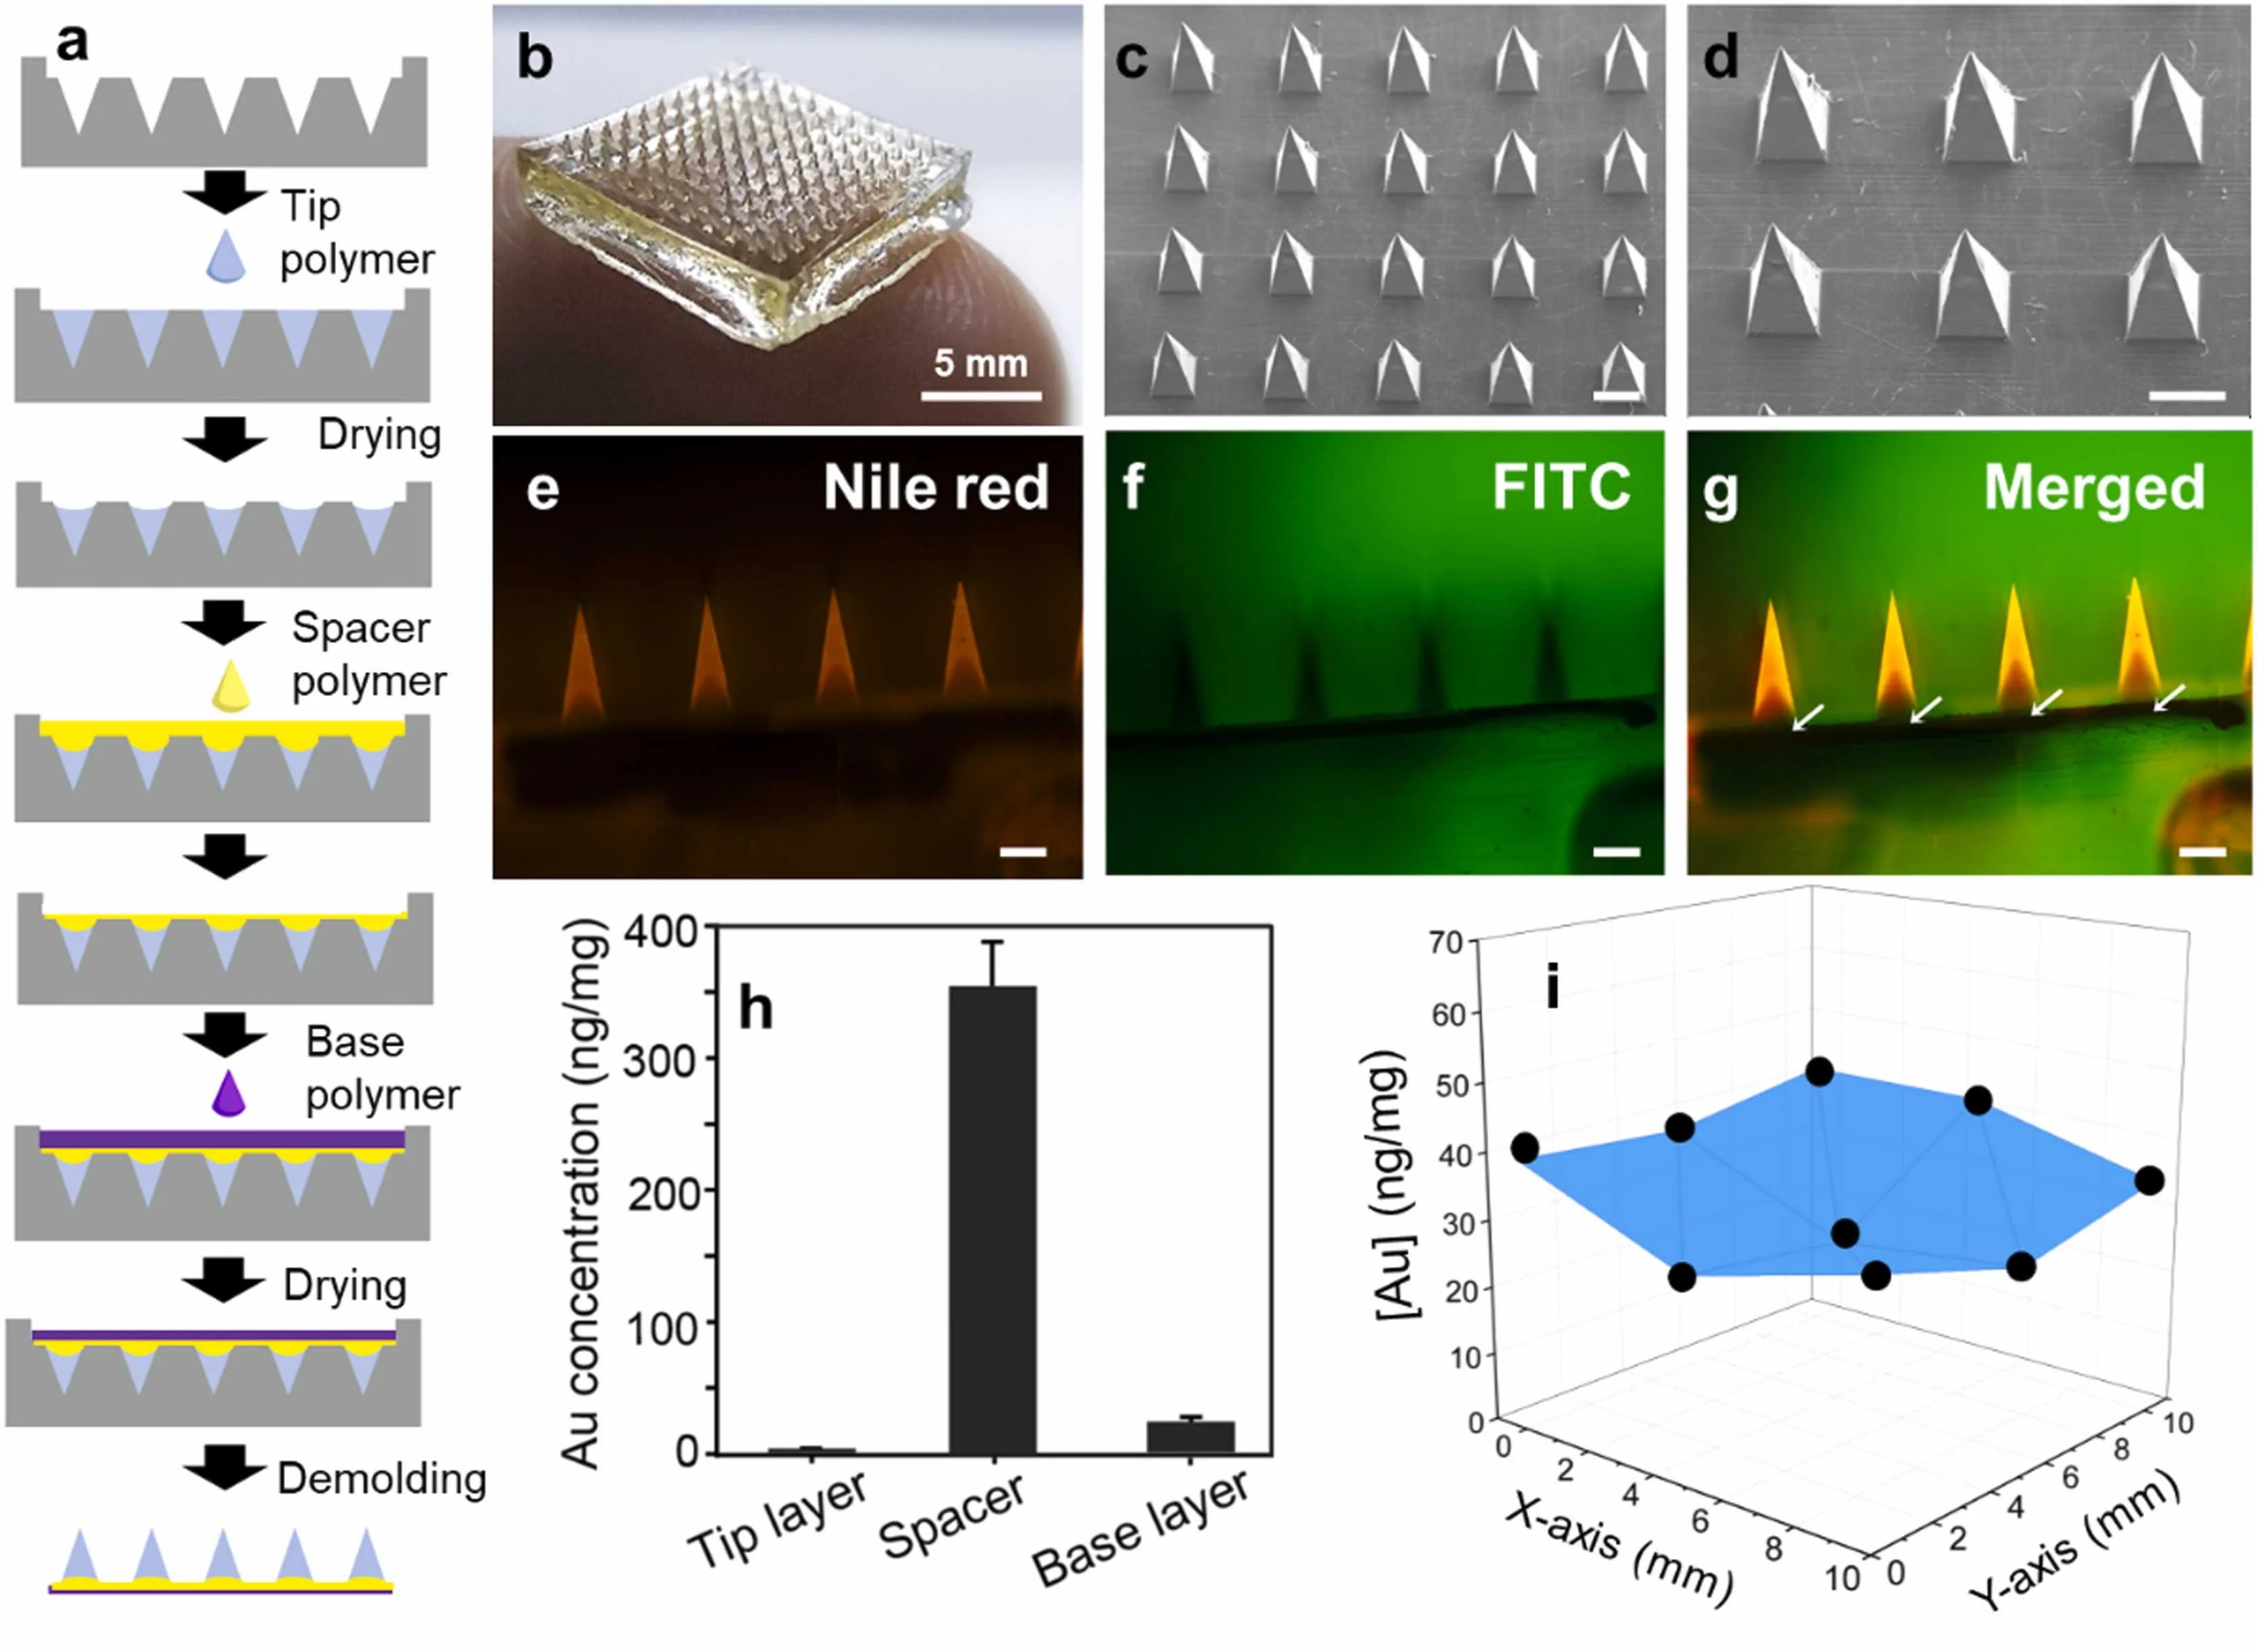 a
Tip
polymer
Drying
Spacer
polymer
Base
polymer
Drying
Demolding
b
5 mm
c
d
e
Nile red
f
FITC
g
Merged
h
Au concentration (ng/mg)
400
300
200
100
0
Tip layer
Spacer
Base layer
i
[Au] (ng/mg)
70
60
50
40
30
20
10
0
0
2
4
6
8
10
X-axis (mm)
0
2
4
6
8
10
Y-axis (mm)